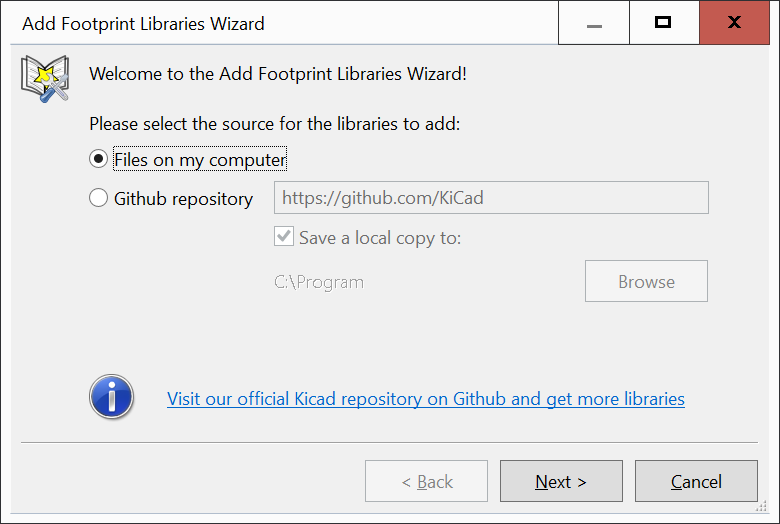 Add Footprint Libraries Wizard
Welcome to the Add Footprint Libraries Wizard!
Please select the source for the libraries to add:
Files on my computer
Github repository
https://github.com/KiCad
Save a local copy to:
C:\Program
Browse
Visit our official Kicad repository on Github and get more libraries
< Back
Next >
Cancel